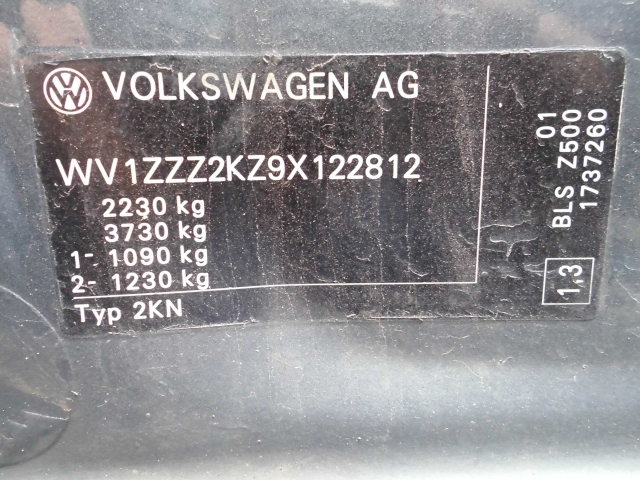 VOLKSWAGEN AG
WV1ZZZ2KZ9X122812
2230 kg
3730 kg
1- 1090 kg
2- 1230 kg
Typ 2KN
01
BLS Z500
1737260
1,3